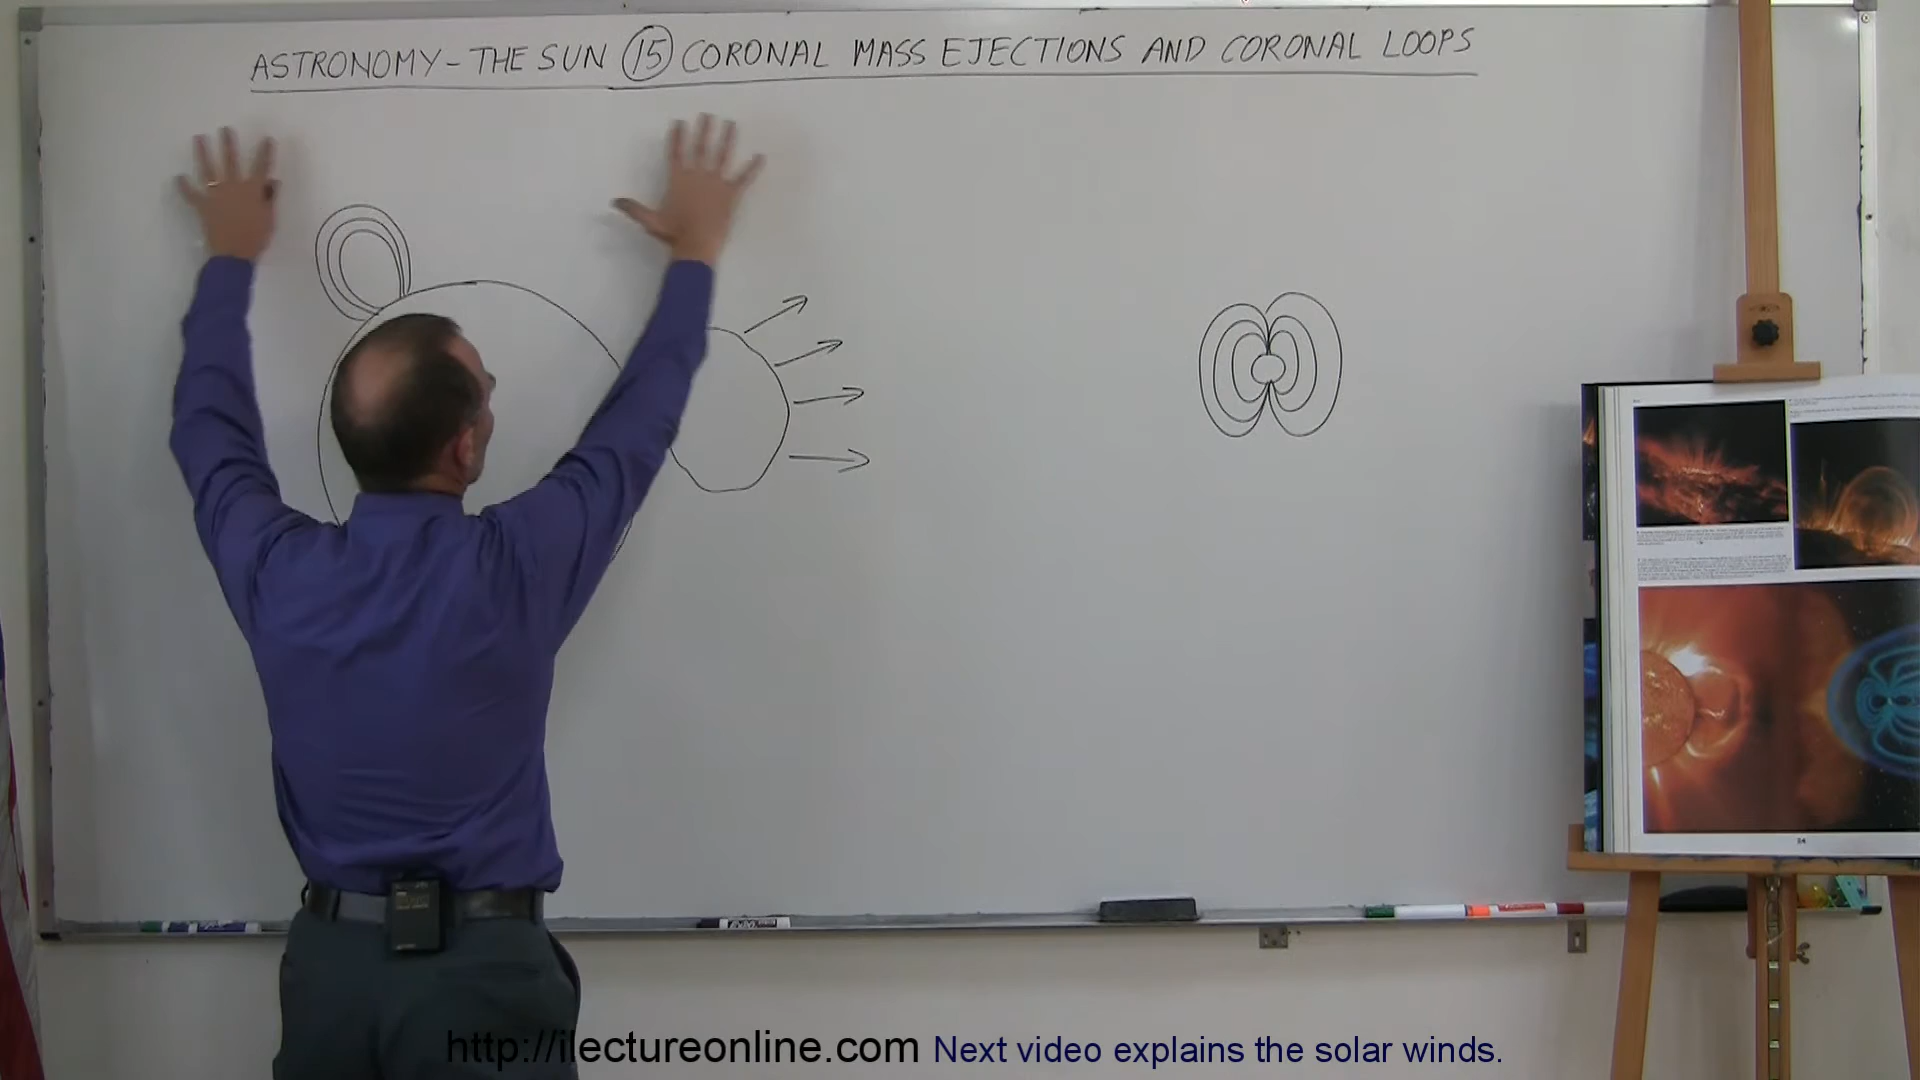 ASTRONOMY - THE SUN 15 CORONAL MASS EJECTIONS AND CORONAL LOOPS
http://ilectureonline.com Next video explains the solar winds.